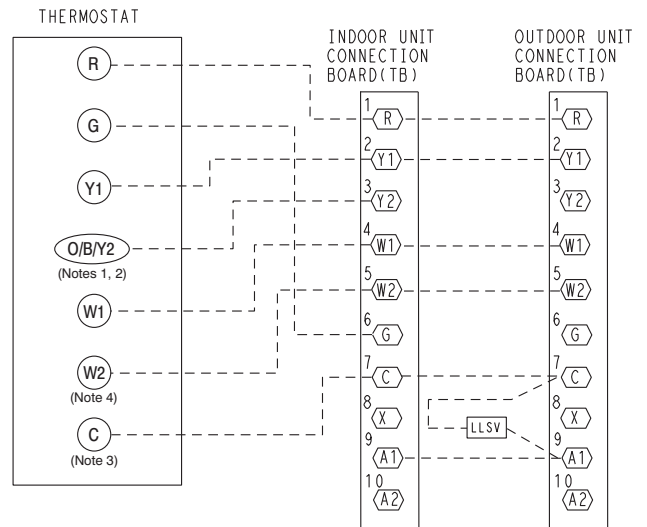 THERMOSTAT
R
G
Y1
O/B/Y2
(Notes 1, 2)
W1
W2
(Note 4)
C
(Note 3)
INDOOR UNIT
CONNECTION
BOARD(TB)
1
R
2
Y1
3
Y2
4
W1
5
W2
6
G
7
C
8
X
9
A1
10
A2
LLSV
OUTDOOR UNIT
CONNECTION
BOARD(TB)
1
R
2
Y1
3
Y2
4
W1
5
W2
6
G
7
C
8
X
9
A1
10
A2